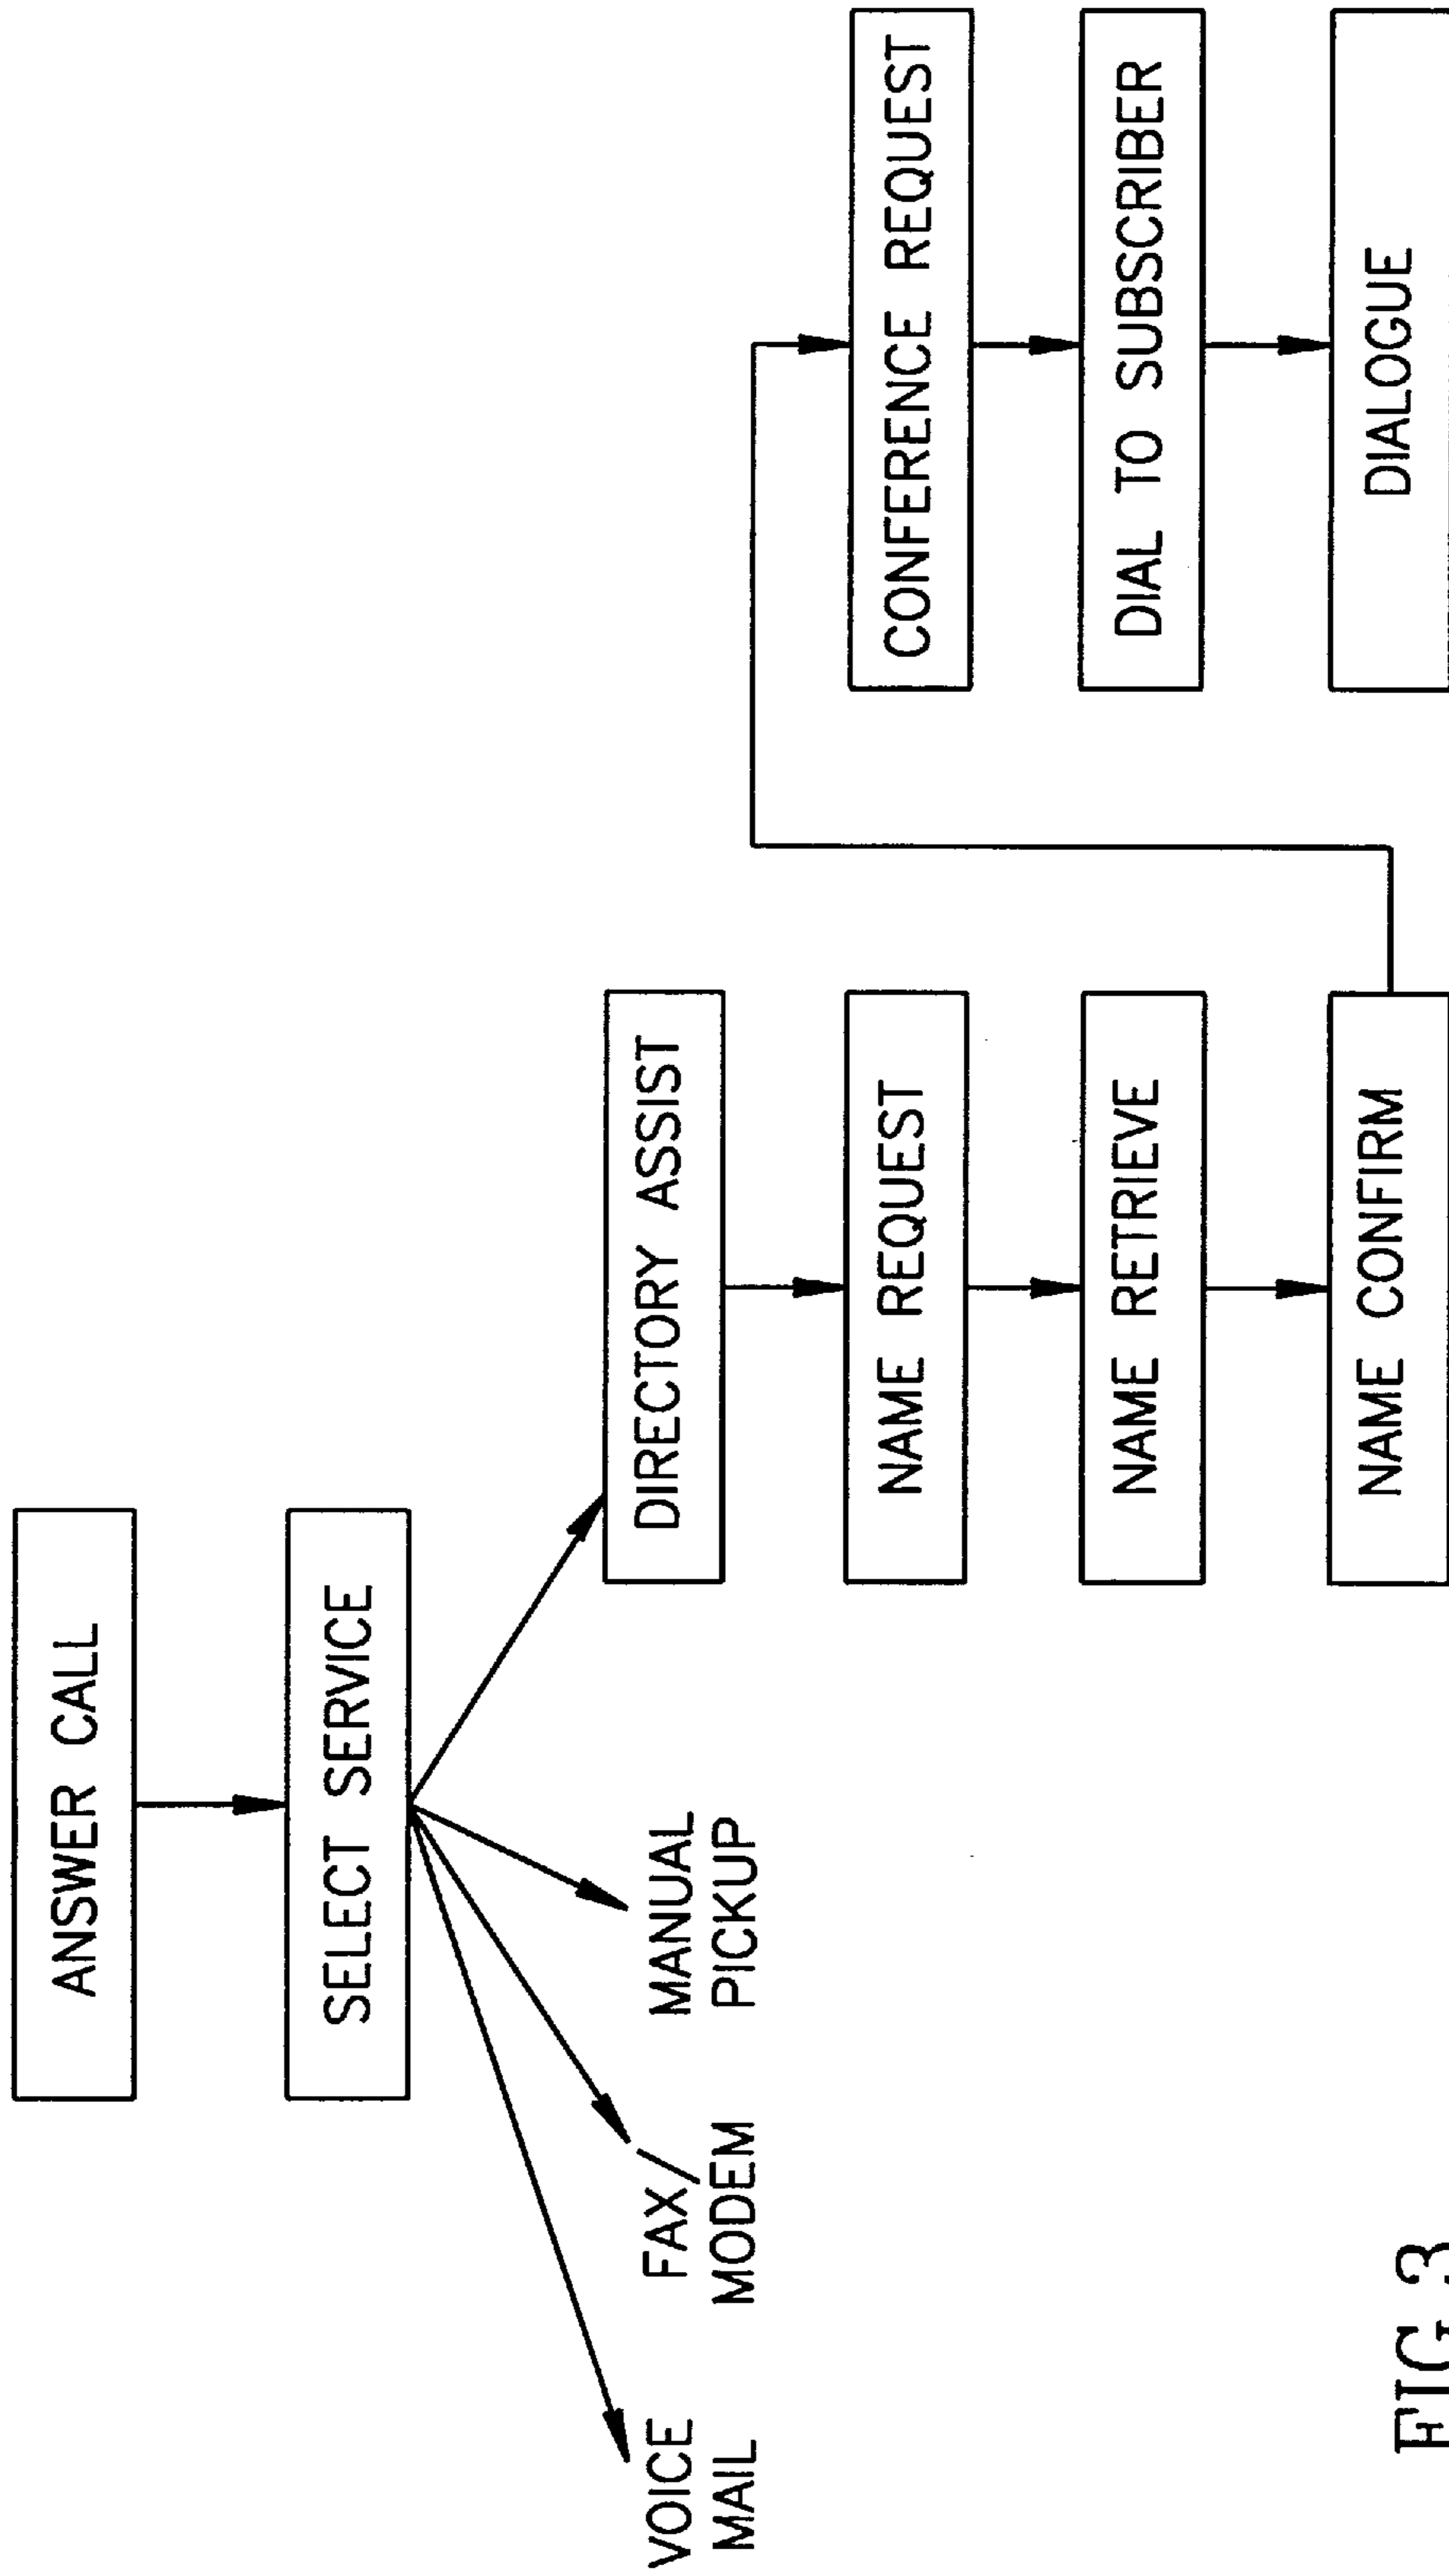 ANSWER CALL
SELECT SERVICE
VOICE
MAIL
FAX/
MODEM
MANUAL
PICKUP
DIRECTORY ASSIST
NAME REQUEST
NAME RETRIEVE
NAME CONFIRM
CONFERENCE REQUEST
DIAL TO SUBSCRIBER
DIALOGUE
FIG.3